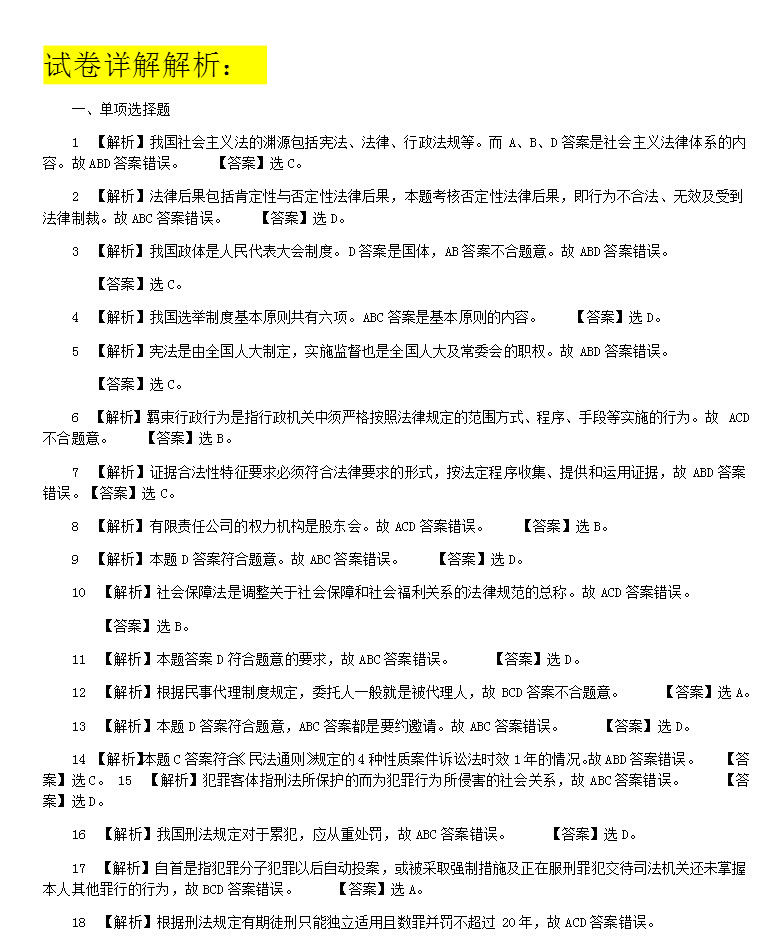 试卷详解解析：
一、单项选择题
1 【解析】我国社会主义法的渊源包括宪法、法律、行政法规等。而 A、B、D 答案是社会主义法律体系的内
容。故 ABD 答案错误。 【答案】选 C。
2 【解析】法律后果包括肯定性与否定性法律后果，本题考核否定性法律后果，即行为不合法、无效及受到
法律制裁。故 ABC 答案错误。 【答案】选 D。
3 【解析】我国政体是人民代表大会制度。D 答案是国体，AB 答案不合题意。故 ABD 答案错误。
【答案】选 C。
4 【解析】我国选举制度基本原则共有六项。ABC 答案是基本原则的内容。 【答案】选 D。
5 【解析】宪法是由全国人大制定，实施监督也是全国人大及常委会的职权。故 ABD 答案错误。
【答案】选 C。
6 【解析】羁束行政行为是指行政机关中须严格按照法律规定的范围方式、程序、手段等实施的行为。故 ACD
不合题意。 【答案】选 B。
7 【解析】证据合法性特征要求必须符合法律要求的形式，按法定程序收集、提供和运用证据，故 ABD 答案
错误。【答案】选 C。
8 【解析】有限责任公司的权力机构是股东会。故 ACD 答案错误。 【答案】选 B。
9 【解析】本题 D 答案符合题意。故 ABC 答案错误。 【答案】选 D。
10 【解析】社会保障法是调整关于社会保障和社会福利关系的法律规范的总称。故 ACD 答案错误。
【答案】选 B。
11 【解析】本题答案 D 符合题意的要求，故 ABC 答案错误。 【答案】选 D。
12 【解析】根据民事代理制度规定，委托人一般就是被代理人，故 BCD 答案不合题意。 【答案】选 A。
13 【解析】本题 D 答案符合题意，ABC 答案都是要约邀请。故 ABC 答案错误。 【答案】选 D。
14 【解析】本题 C 答案符合《民法通则》规定的 4 种性质案件诉讼法时效 1 年的情况。故 ABD 答案错误。 【答
案】选 C。 15 【解析】犯罪客体指刑法所保护的而为犯罪行为所侵害的社会关系，故 ABC 答案错误。 【答
案】选 D。
16 【解析】我国刑法规定对于累犯，应从重处罚，故 ABC 答案错误。 【答案】选 D。
17 【解析】自首是指犯罪分子犯罪以后自动投案，或被采取强制措施及正在服刑罪犯交待司法机关还未掌握
本人其他罪行的行为，故 BCD 答案错误。 【答案】选 A。
18 【解析】根据刑法规定有期徒刑只能独立适用且数罪并罚不超过 20 年，故 ACD 答案错误。